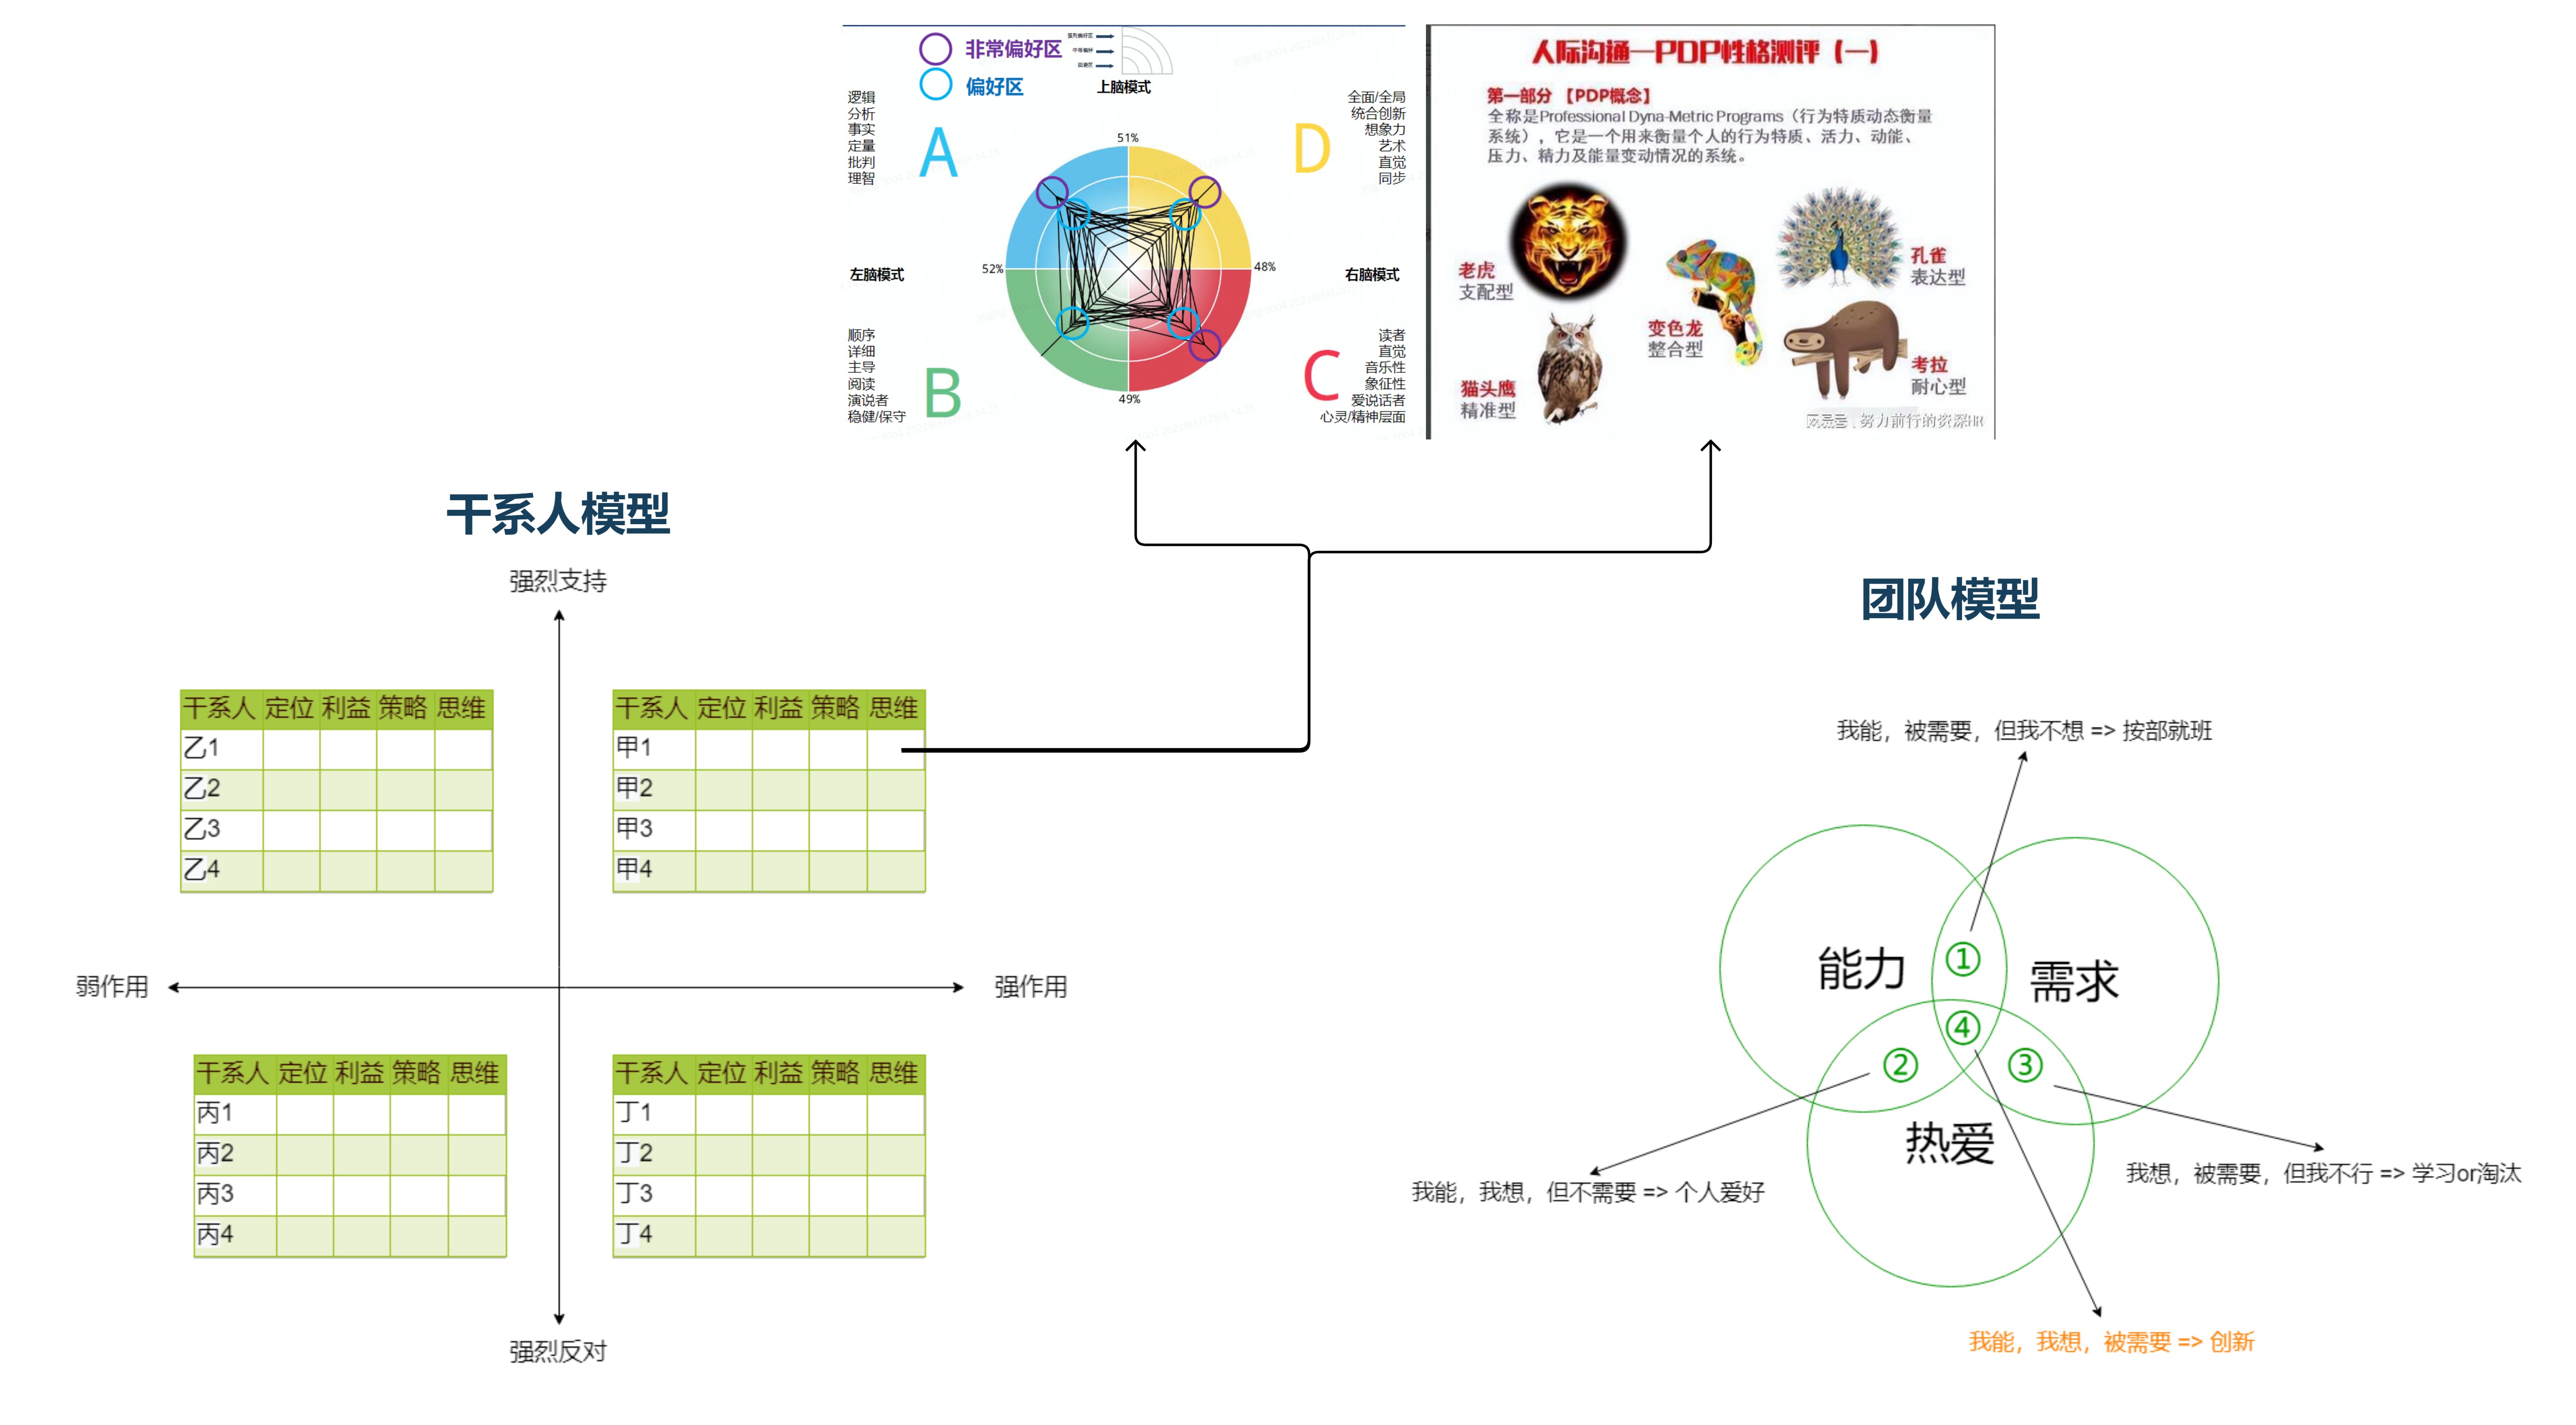 非常偏好区
偏好区
强烈偏好区
中等偏好
回避区
上脑模式
逻辑
分析
事实
定量
批判
理智
A
全面/全局
统合创新
想象力
艺术
直觉
同步
D
51%
52%
48%
49%
左脑模式
右脑模式
顺序
详细
主导
阅读
演说者
稳健/保守
B
读者
直觉
音乐性
象征性
爱说话者
心灵/精神层面
C
人际沟通—PDP性格测评（一）
第一部分 【PDP概念】
全称是Professional Dyna-Metric Programs（行为特质动态衡量
系统），它是一个用来衡量个人的行为特质、活力、动能、
压力、精力及能量变动情况的系统。
老虎
支配型
孔雀
表达型
变色龙
整合型
猫头鹰
精准型
考拉
耐心型
网易号 努力前行的资深HR
干系人模型
强烈支持
干系人 定位 利益 策略 思维
乙1
乙2
乙3
乙4
干系人 定位 利益 策略 思维
甲1
甲2
甲3
甲4
弱作用
强作用
干系人 定位 利益 策略 思维
丙1
丙2
丙3
丙4
干系人 定位 利益 策略 思维
丁1
丁2
丁3
丁4
强烈反对
团队模型
我能，被需要，但我不想 => 按部就班
能力
①
需求
④
②
③
热爱
我能，我想，但不需要 => 个人爱好
我想，被需要，但我不行 => 学习or淘汰
我能，我想，被需要 => 创新